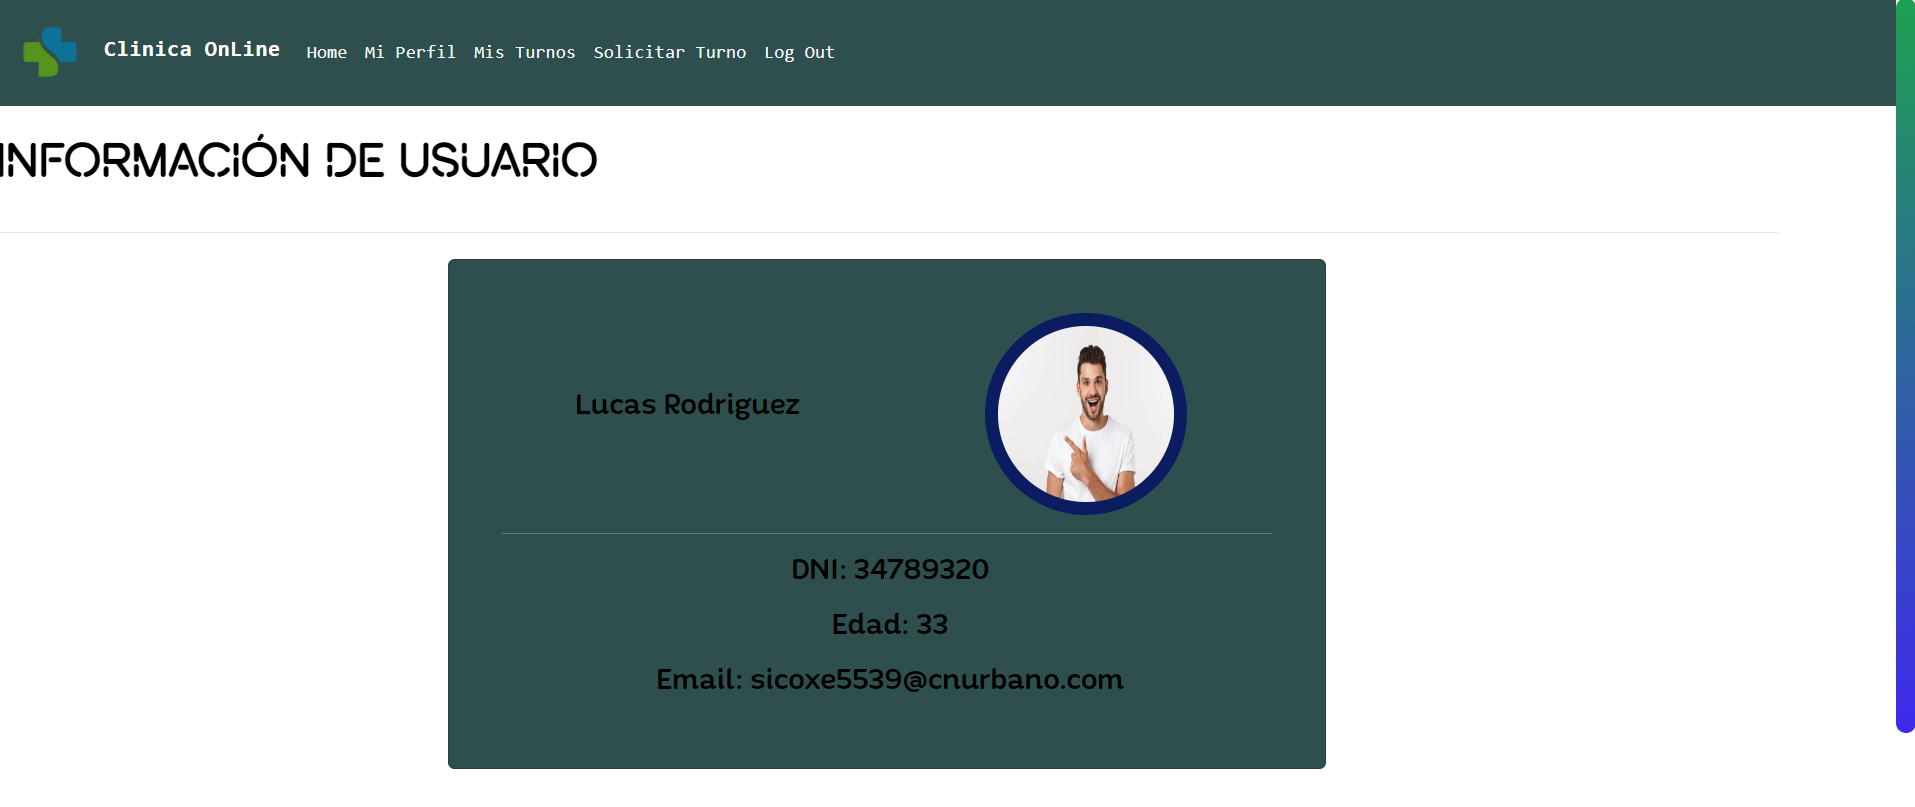 Clinica OnLine Home Mi Perfil Mis Turnos Solicitar Turno Log Out
INFORMACIÓN DE USUARIO
Lucas Rodriguez
DNI: 34789320
Edad: 33
Email: sicoxe5539@cnurbano.com